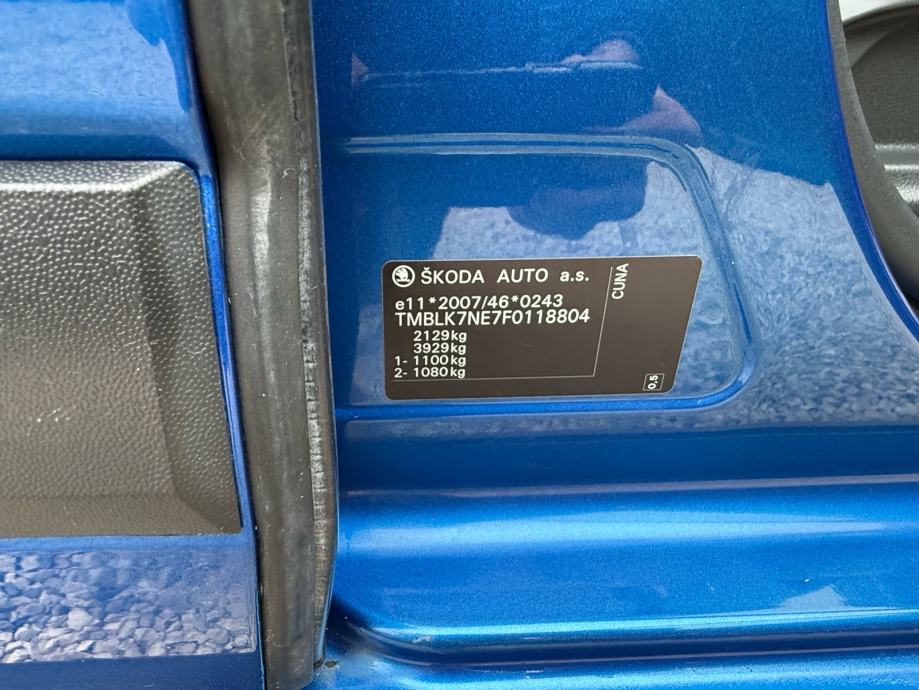 ŠKODA AUTO a.s.
e11*2007/46*0243
TMBLK7NE7F0118804
2129kg
3929kg
1- 1100kg
2- 1080kg
CUNA
0.5